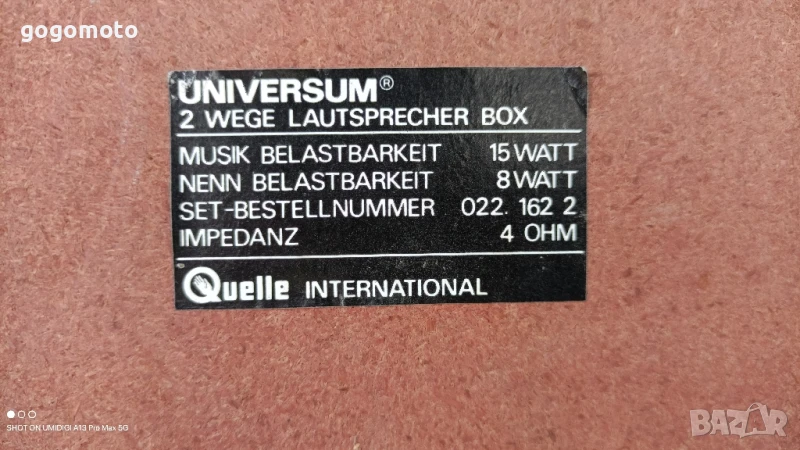 gogomoto
UNIVERSUM®
2 WEGE LAUTSPRECHER BOX
MUSIK BELASTBARKEIT 15 WATT
NENN BELASTBARKEIT 8 WATT
SET-BESTELLNUMMER 022. 162 2
IMPEDANZ 4 OHM
Quelle INTERNATIONAL
SHOT ON UMIDIGI A13 Pro Max 5G
BAZAR